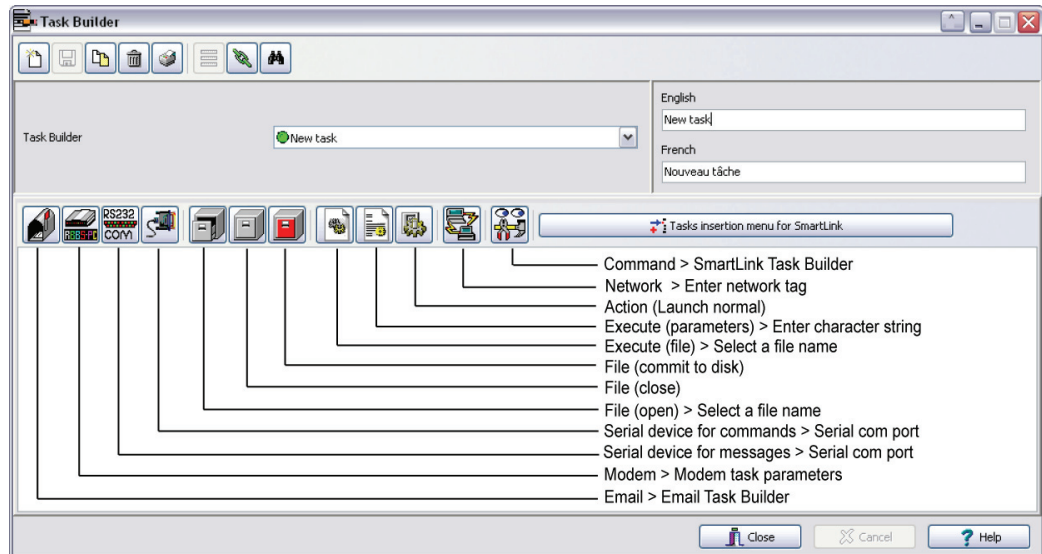 Task Builder
English
New task
Task Builder
New task
French
Nouveau tâche
RS232
COM
Tasks insertion menu for SmartLink
Command > SmartLink Task Builder
Network > Enter network tag
Action (Launch normal)
Execute (parameters) > Enter character string
Execute (file) > Select a file name
File (commit to disk)
File (close)
File (open) > Select a file name
Serial device for commands > Serial com port
Serial device for messages > Serial com port
Modem > Modem task parameters
Email > Email Task Builder
Close
Cancel
Help